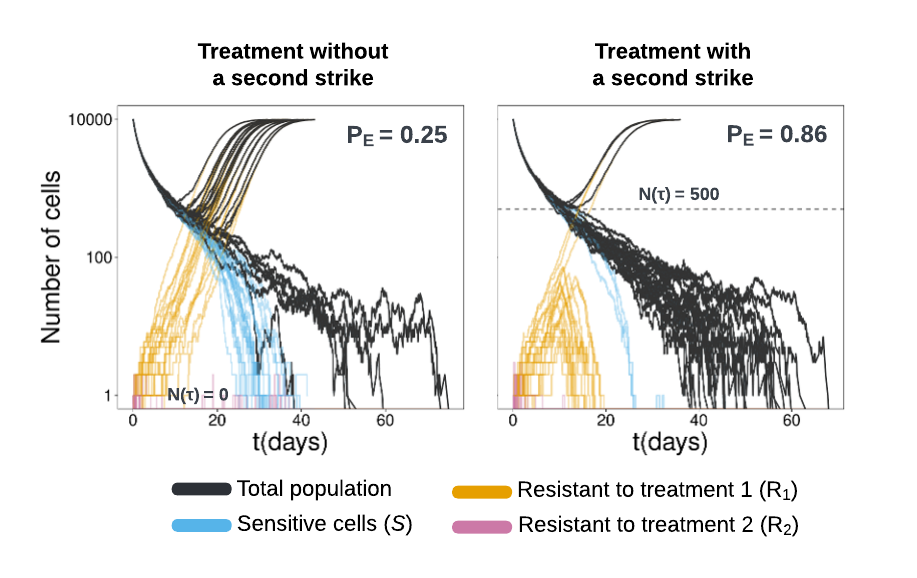 Treatment without
a second strike
Treatment with
a second strike
Number of cells
10000
100
1
P_E = 0.25
N(τ) = 0
0
20
40
60
t(days)
P_E = 0.86
N(τ) = 500
0
20
40
60
t(days)
Total population
Sensitive cells (S)
Resistant to treatment 1 (R₁)
Resistant to treatment 2 (R₂)